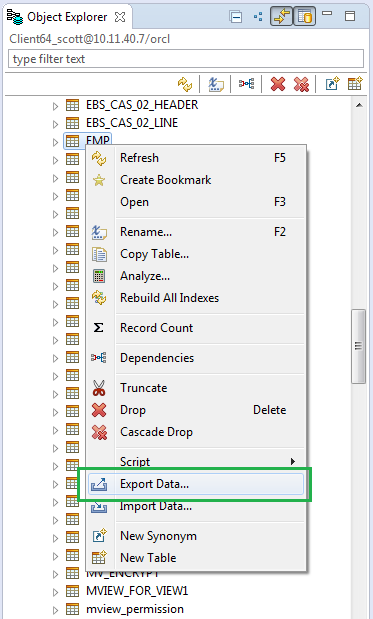 Object Explorer
Client64_scott@10.11.40.7/orcl
type filter text
EBS_CAS_02_HEADER
EBS_CAS_02_LINE
EMP
Refresh F5
Create Bookmark
Open F3
Rename... F2
Copy Table...
Analyze...
Rebuild All Indexes
Σ Record Count
Dependencies
Truncate
Drop Delete
Cascade Drop
Script
Export Data...
Import Data...
New Synonym
New Table
MV_ENCRYPT
MVIEW_FOR_VIEW1
mview_permission